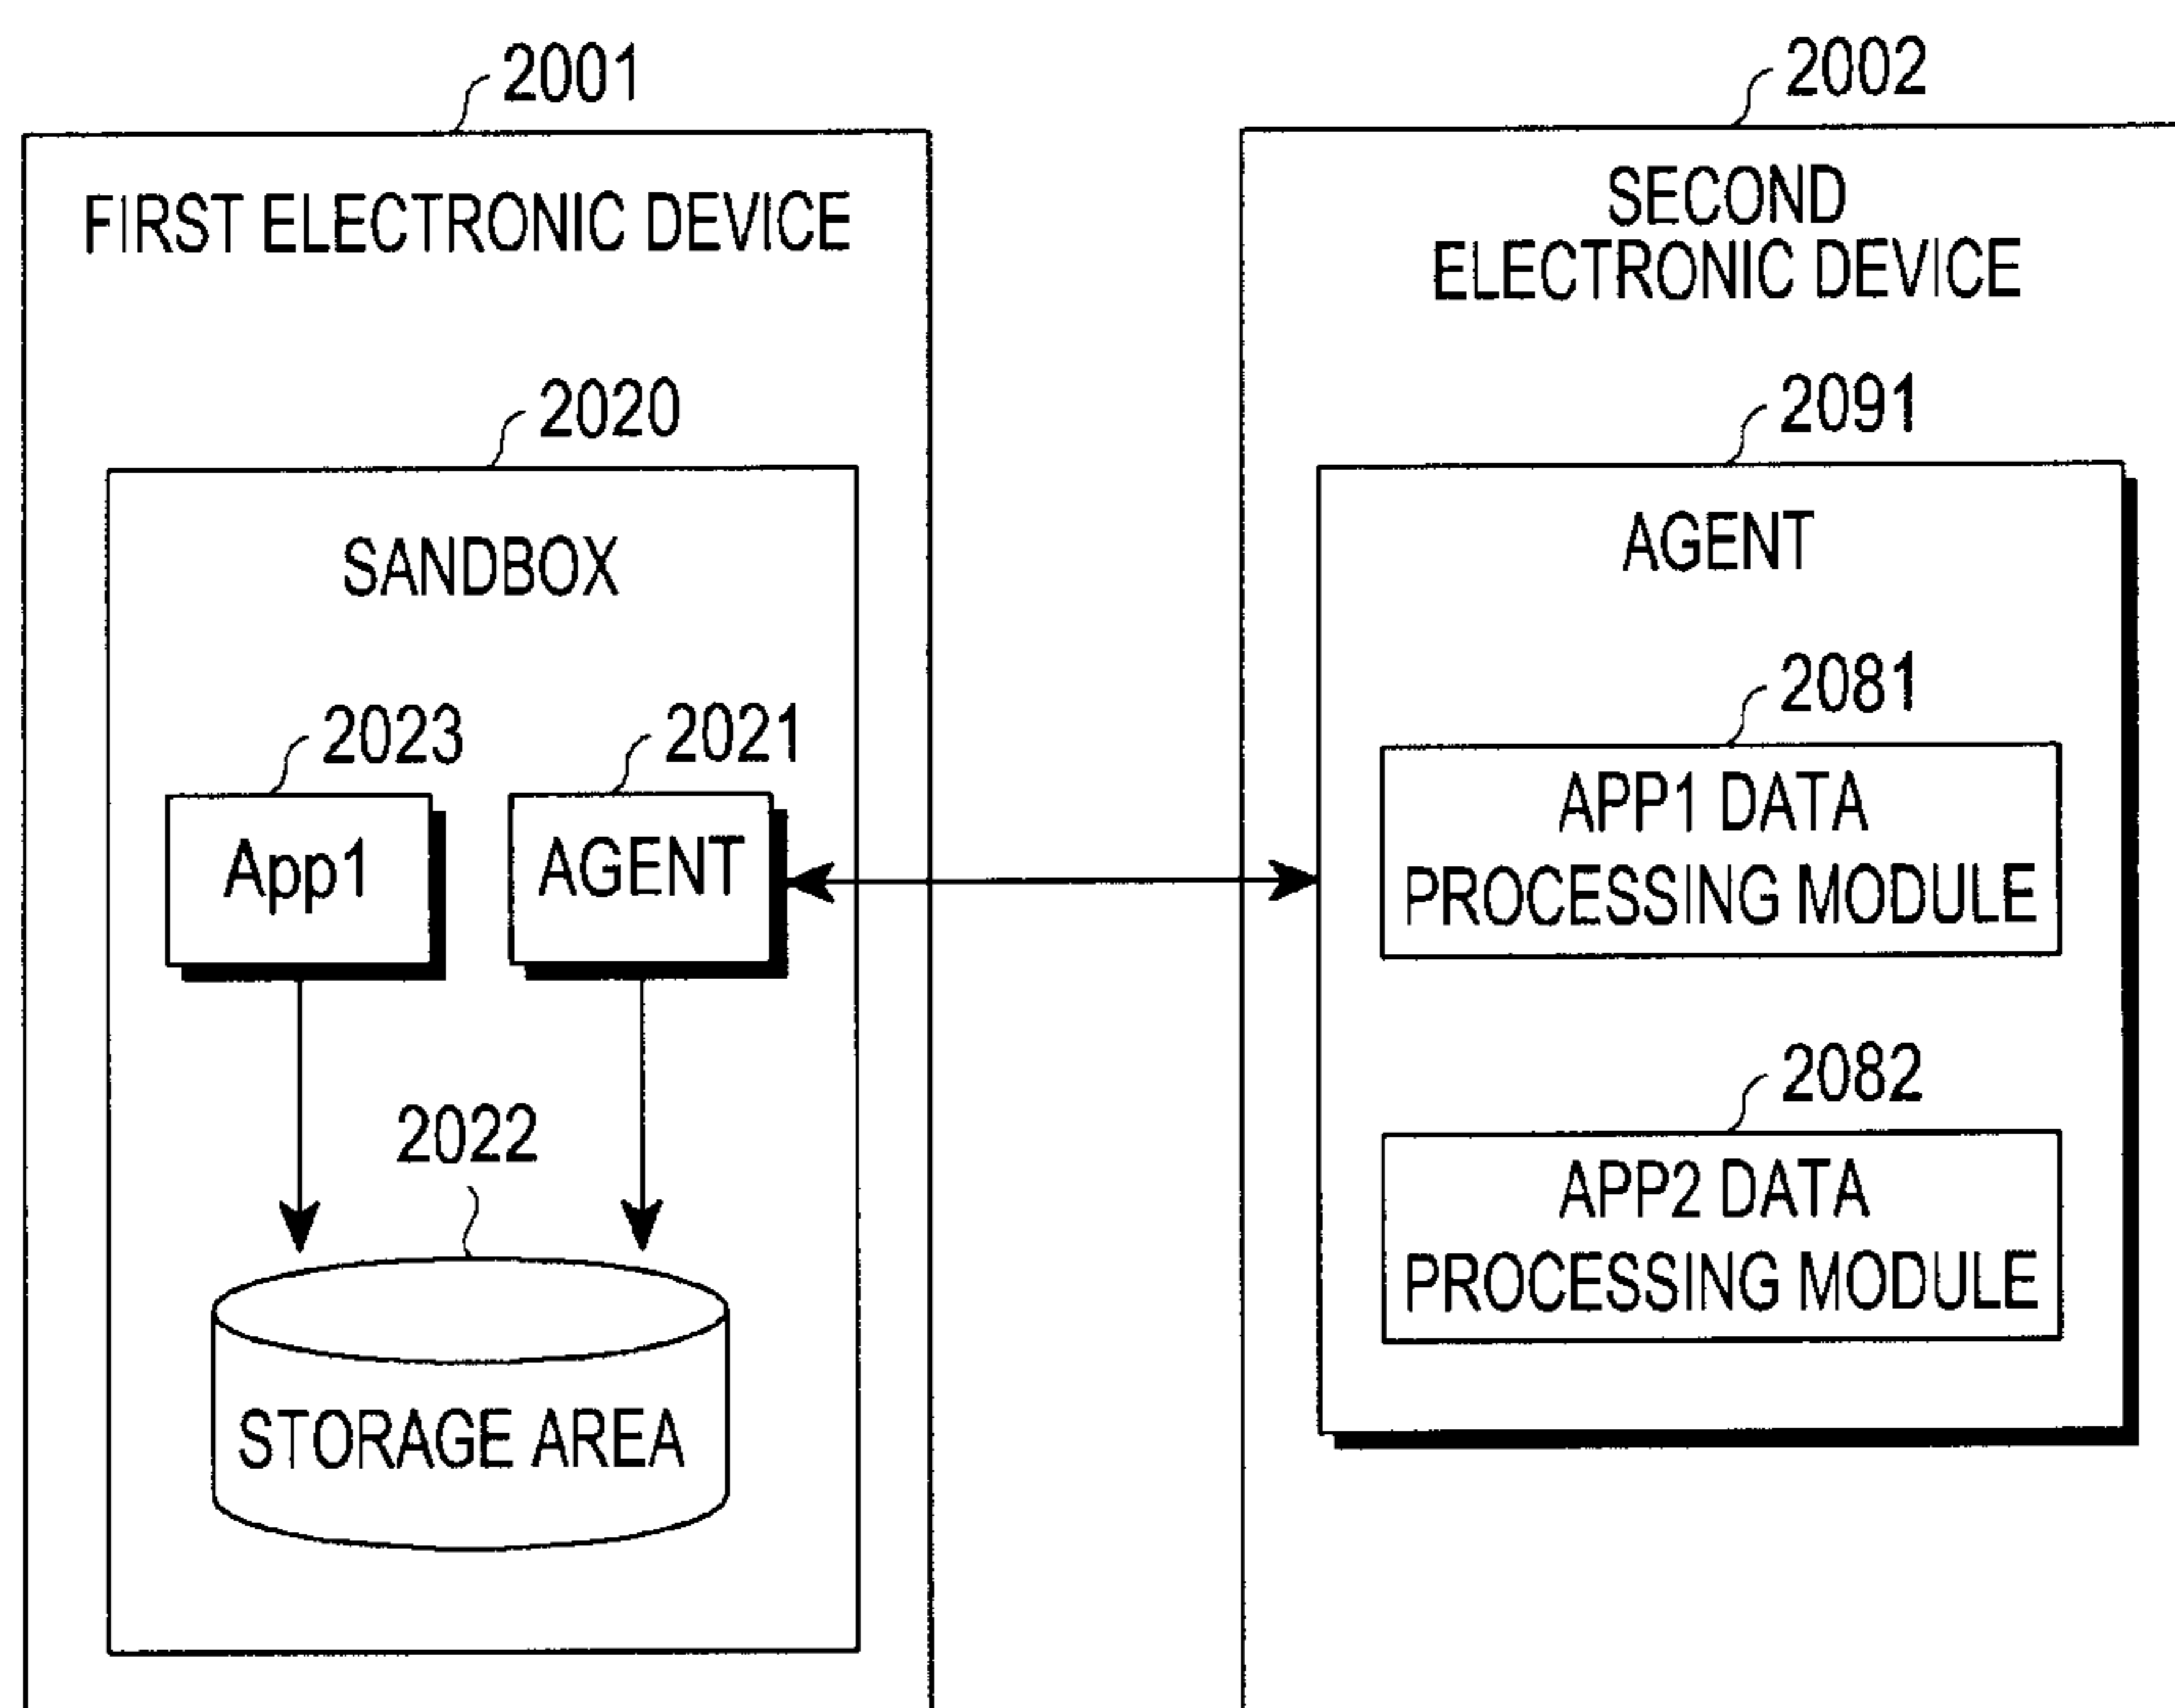 2001
FIRST ELECTRONIC DEVICE
2020
SANDBOX
2023
2021
App1
AGENT
2022
STORAGE AREA
2002
SECOND
ELECTRONIC DEVICE
2091
AGENT
2081
APP1 DATA
PROCESSING MODULE
2082
APP2 DATA
PROCESSING MODULE